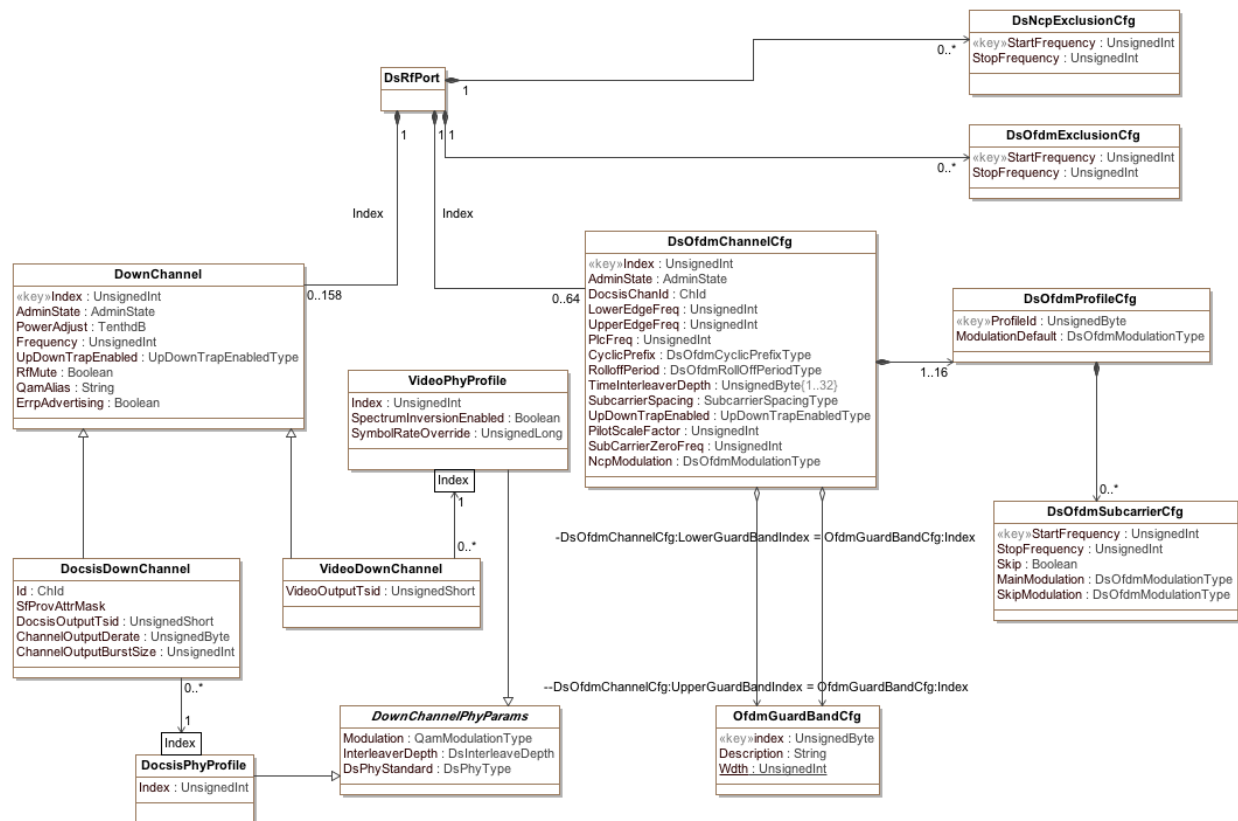 DsNcpExclusionCfg
«key»StartFrequency : UnsignedInt
StopFrequency : UnsignedInt
0..*
DsRfPort
1
1
1
1
DsOfdmExclusionCfg
«key»StartFrequency : UnsignedInt
StopFrequency : UnsignedInt
0..*
Index
Index
DownChannel
«key»Index : UnsignedInt
AdminState : AdminState
PowerAdjust : TenthdB
Frequency : UnsignedInt
UpDownTrapEnabled : UpDownTrapEnabledType
RfMute : Boolean
QamAlias : String
ErrpAdvertising : Boolean
0..158
0..64
DsOfdmChannelCfg
«key»Index : UnsignedInt
AdminState : AdminState
DocsisChanId : ChId
LowerEdgeFreq : UnsignedInt
UpperEdgeFreq : UnsignedInt
PlcFreq : UnsignedInt
CyclicPrefix : DsOfdmCyclicPrefixType
RolloffPeriod : DsOfdmRollOffPeriodType
TimeInterleaverDepth : UnsignedByte{1..32}
SubcarrierSpacing : SubcarrierSpacingType
UpDownTrapEnabled : UpDownTrapEnabledType
PilotScaleFactor : UnsignedInt
SubCarrierZeroFreq : UnsignedInt
NcpModulation : DsOfdmModulationType
1..16
DsOfdmProfileCfg
«key»ProfileId : UnsignedByte
ModulationDefault : DsOfdmModulationType
0..*
VideoPhyProfile
Index : UnsignedInt
SpectrumInversionEnabled : Boolean
SymbolRateOverride : UnsignedLong
Index
1
0..*
DsOfdmSubcarrierCfg
«key»StartFrequency : UnsignedInt
StopFrequency : UnsignedInt
Skip : Boolean
MainModulation : DsOfdmModulationType
SkipModulation : DsOfdmModulationType
-DsOfdmChannelCfg:LowerGuardBandIndex = OfdmGuardBandCfg:Index
DocsisDownChannel
Id : ChId
SfProvAttrMask
DocsisOutputTsid : UnsignedShort
ChannelOutputDerate : UnsignedByte
ChannelOutputBurstSize : UnsignedInt
VideoDownChannel
VideoOutputTsid : UnsignedShort
0..*
1
Index
--DsOfdmChannelCfg:UpperGuardBandIndex = OfdmGuardBandCfg:Index
DownChannelPhyParams
Modulation : QamModulationType
InterleaverDepth : DsInterleaveDepth
DsPhyStandard : DsPhyType
OfdmGuardBandCfg
«key»index : UnsignedByte
Description : String
Wdth : UnsignedInt
DocsisPhyProfile
Index : UnsignedInt